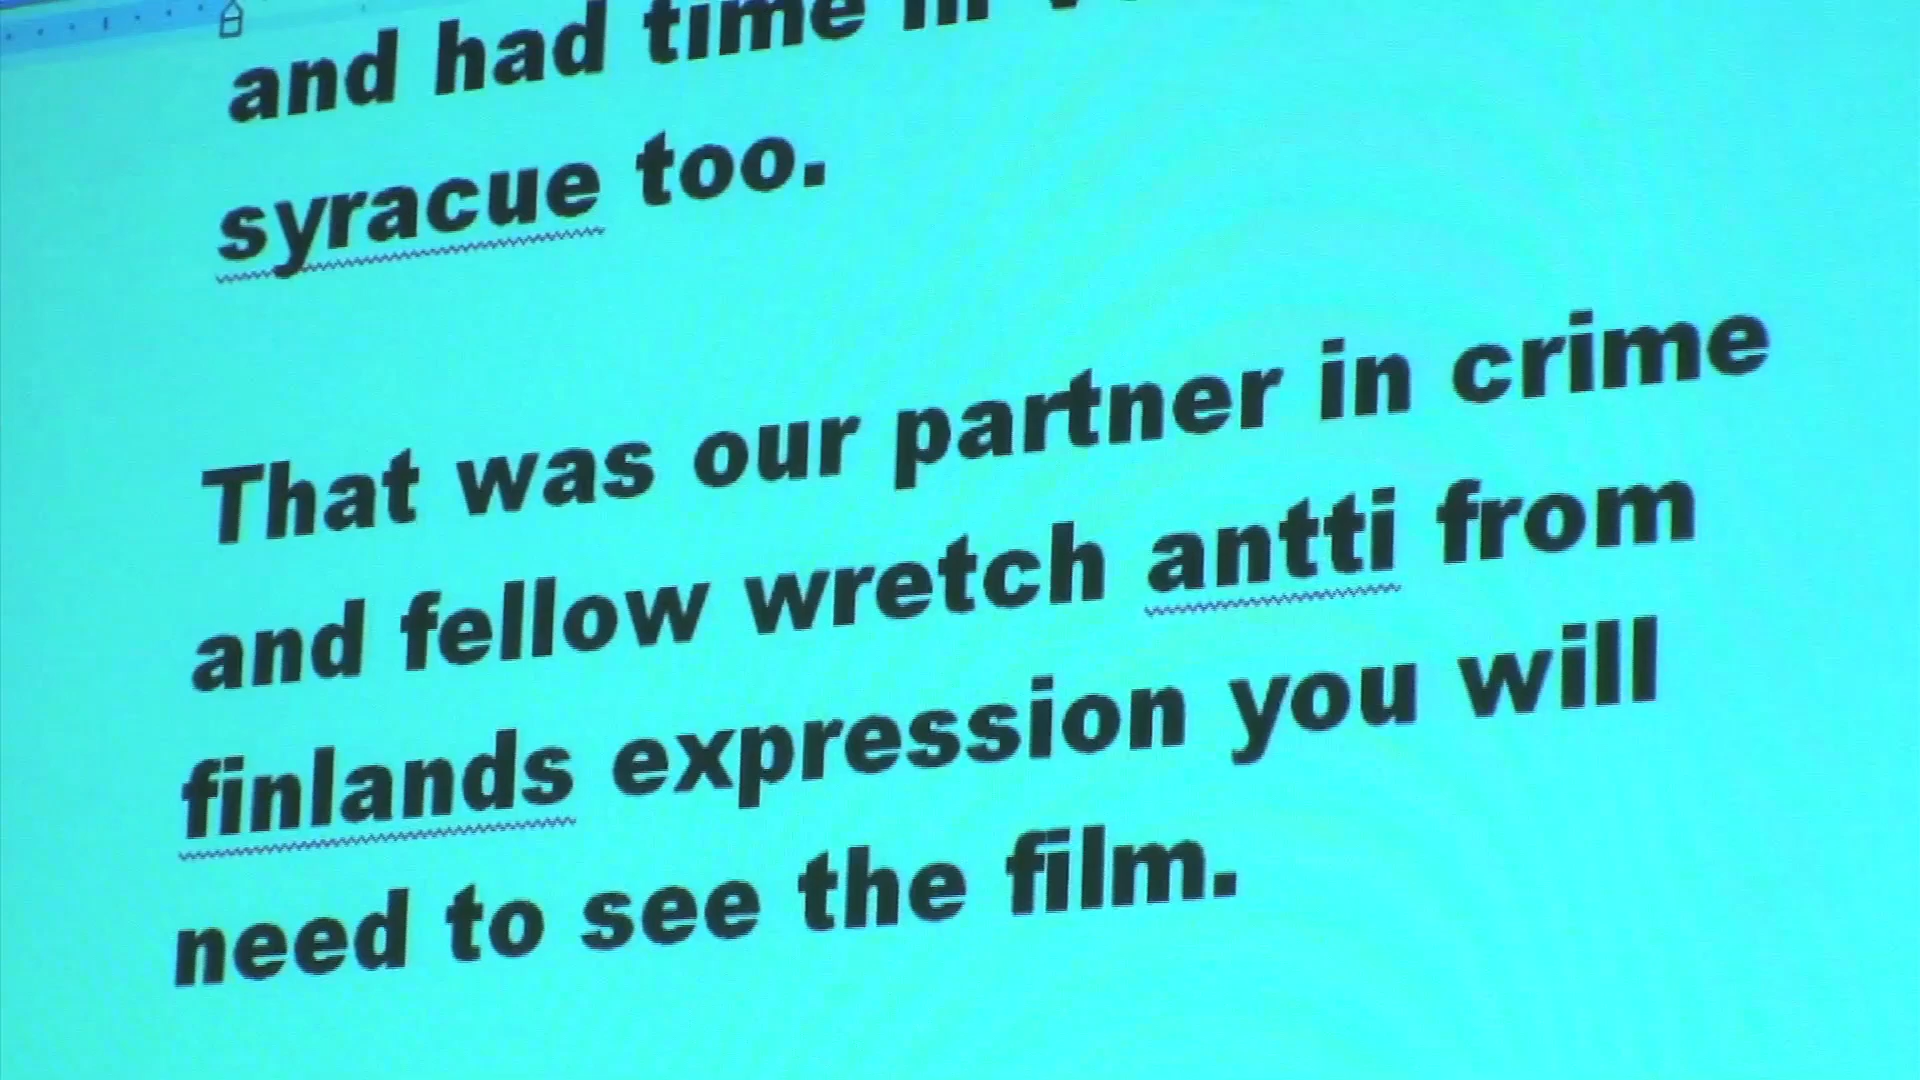 and had time in
syracue too.
That was our partner in crime
and fellow wretch antti from
finlands expression you will
need to see the film.